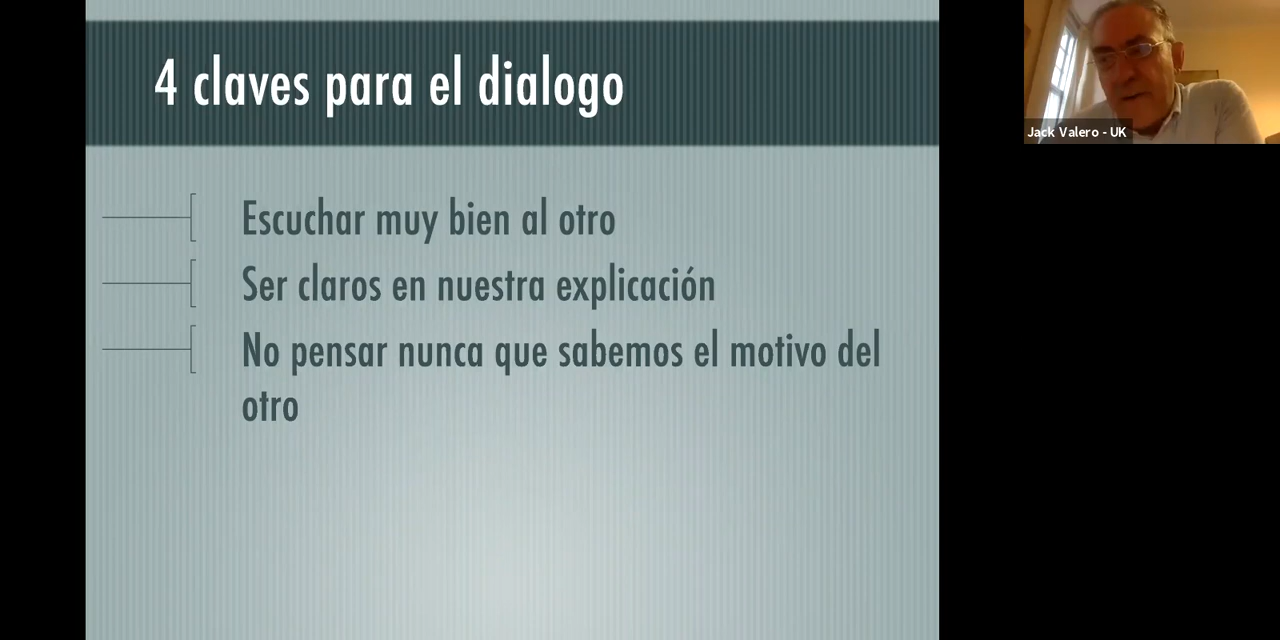 4 claves para el dialogo
Jack Valero - UK
Escuchar muy bien al otro
Ser claros en nuestra explicación
No pensar nunca que sabemos el motivo del
otro